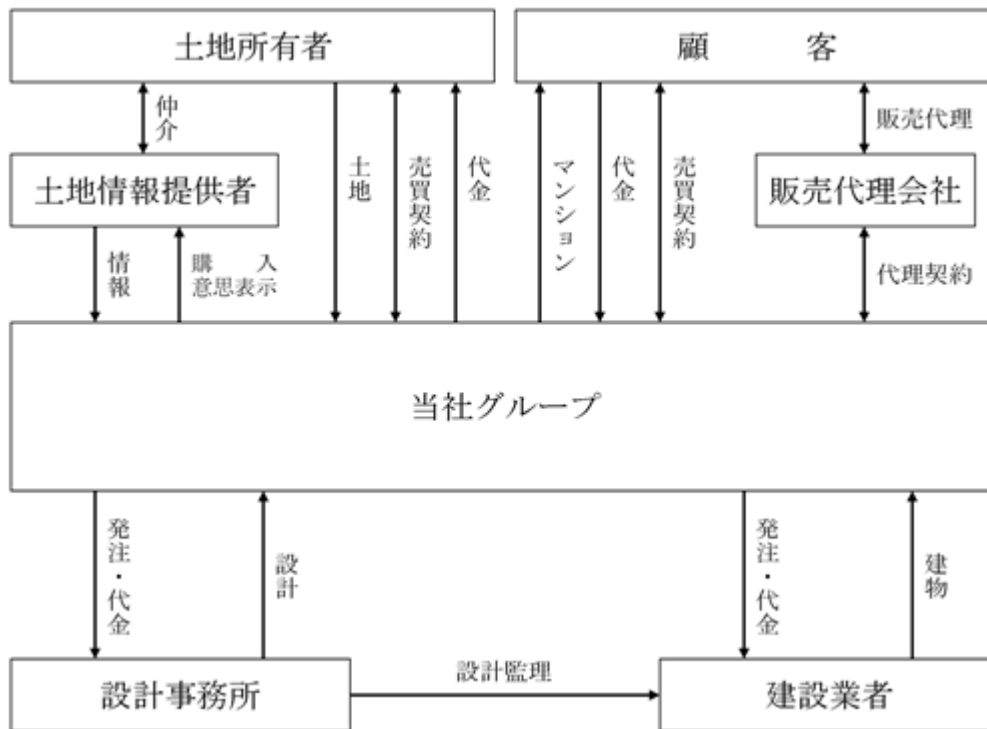 土地所有者
顧　　　客
仲介
販売代理
土地情報提供者
販売代理会社
土地
売買契約
代金
マンション
代金
売買契約
情報
購　　入
意思表示
代理契約
当社グループ
発注・代金
設計
発注・代金
建物
設計事務所
設計監理
建設業者